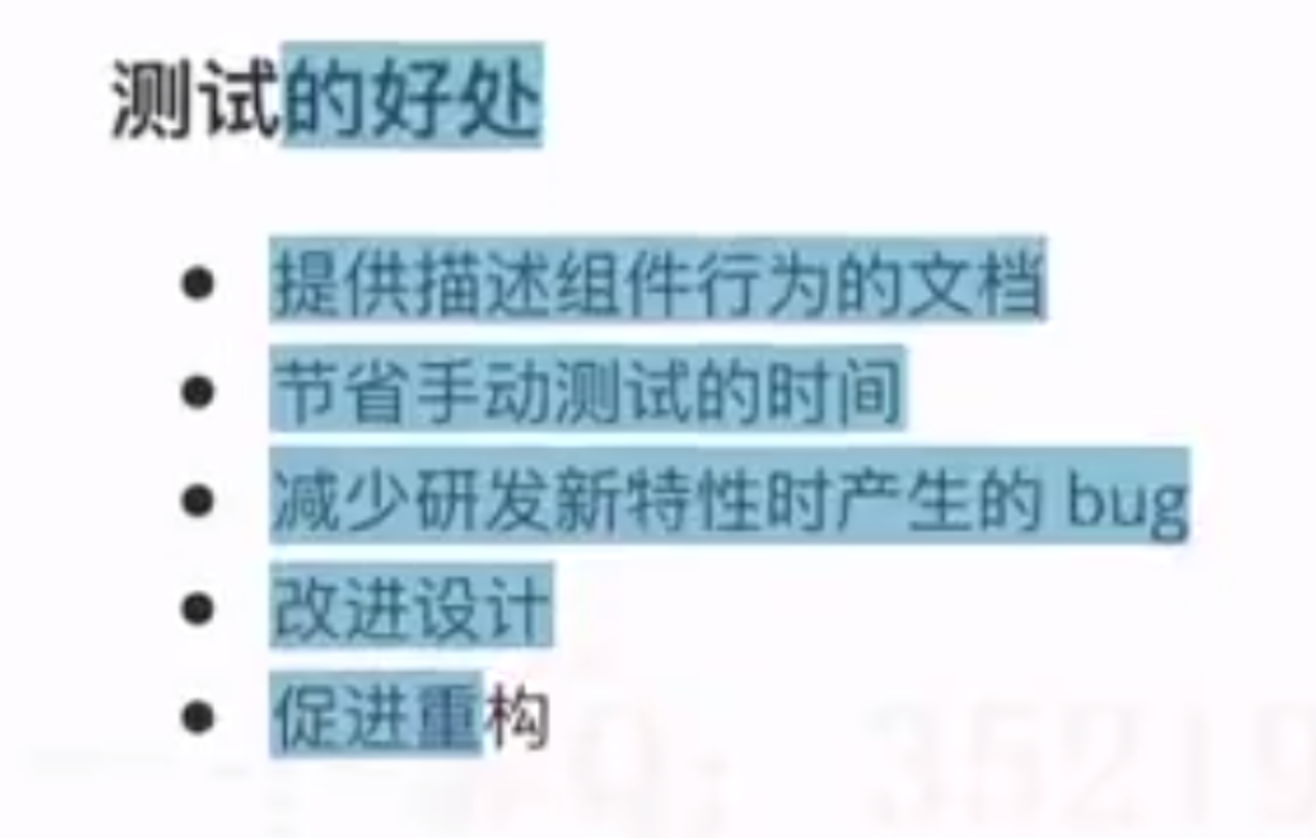 测试的好处
提供描述组件行为的文档
节省手动测试的时间
减少研发新特性时产生的 bug
改进设计
促进重构